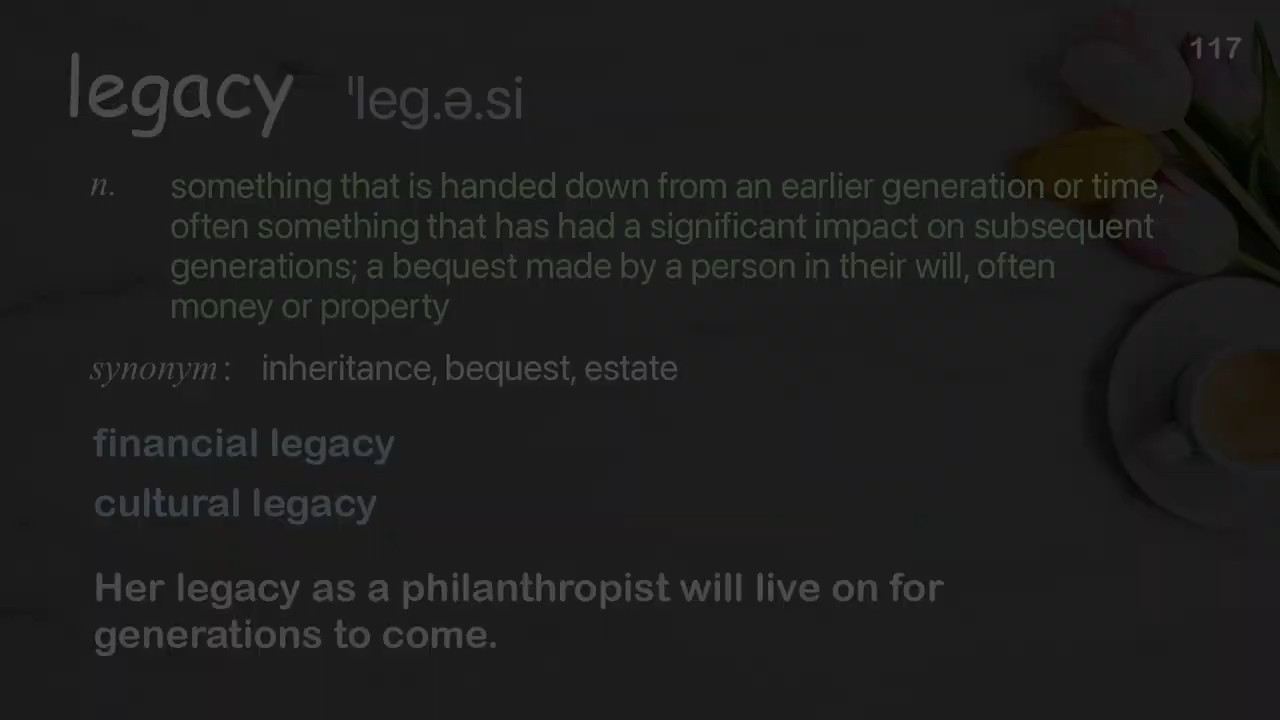 117
legacy ˈleɡ.ə.si
n. something that is handed down from an earlier generation or time,
often something that has had a significant impact on subsequent
generations; a bequest made by a person in their will, often
money or property
synonym: inheritance, bequest, estate
financial legacy
cultural legacy
Her legacy as a philanthropist will live on for
generations to come.